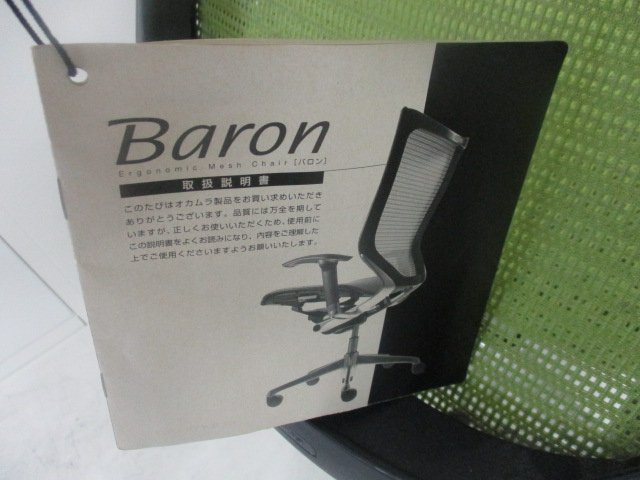 Baron
Ergonomic Mesh Chair [バロン]
取扱説明書
このたびはオカムラ製品をお買い求めいただき
ありがとうございます。品質には万全を期して
いますが、正しくお使いいただくため、使用前に
この説明書をよくお読みになり、内容をご理解した
上でご使用くださいますようお願いいたします。